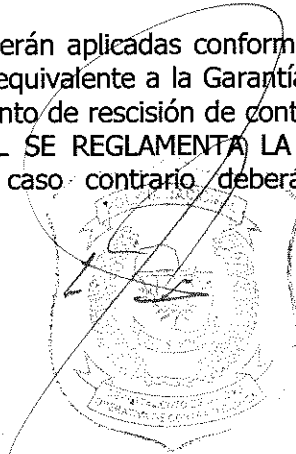 erán aplicadas conform
equivalente a la Garantía
nto de rescisión de cont
L SE REGLAMENTA LA
caso contrario deberá